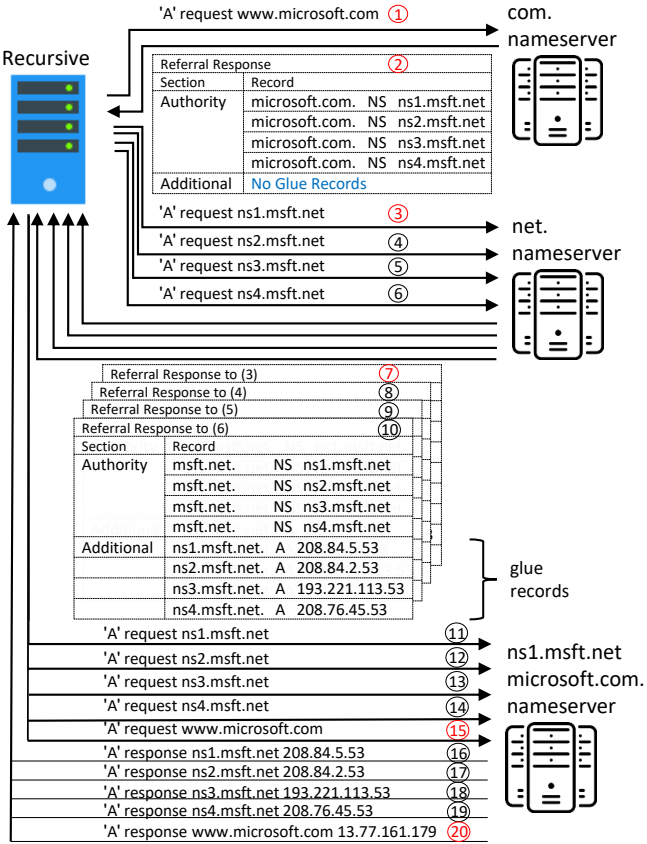 'A' request www.microsoft.com ①
com.
nameserver
Recursive
Referral Response ②
Section Record
Authority microsoft.com. NS ns1.msft.net
microsoft.com. NS ns2.msft.net
microsoft.com. NS ns3.msft.net
microsoft.com. NS ns4.msft.net
Additional No Glue Records
'A' request ns1.msft.net ③
'A' request ns2.msft.net ④
'A' request ns3.msft.net ⑤
'A' request ns4.msft.net ⑥
net.
nameserver
Referral Response to (3) ⑦
Referral Response to (4) ⑧
Referral Response to (5) ⑨
Referral Response to (6) ⑩
Section Record
Authority msft.net. NS ns1.msft.net
msft.net. NS ns2.msft.net
msft.net. NS ns3.msft.net
msft.net. NS ns4.msft.net
Additional ns1.msft.net. A 208.84.5.53
ns2.msft.net. A 208.84.2.53
ns3.msft.net. A 193.221.113.53
ns4.msft.net. A 208.76.45.53
glue
records
'A' request ns1.msft.net ⑪
'A' request ns2.msft.net ⑫
'A' request ns3.msft.net ⑬
'A' request ns4.msft.net ⑭
'A' request www.microsoft.com ⑮
ns1.msft.net
microsoft.com.
nameserver
'A' response ns1.msft.net 208.84.5.53 ⑯
'A' response ns2.msft.net 208.84.2.53 ⑰
'A' response ns3.msft.net 193.221.113.53 ⑱
'A' response ns4.msft.net 208.76.45.53 ⑲
'A' response www.microsoft.com 13.77.161.179 ⑳